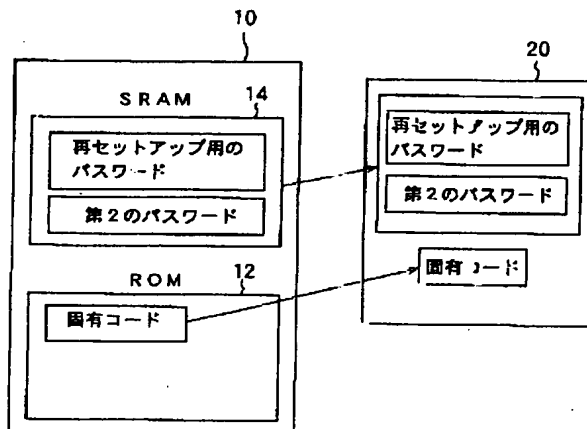 10
SRAM
14
再セットアップ用の
パスワード
第2のパスワード
ROM
12
固有コード
20
再セットアップ用の
パスワード
第2のパスワード
固有コード